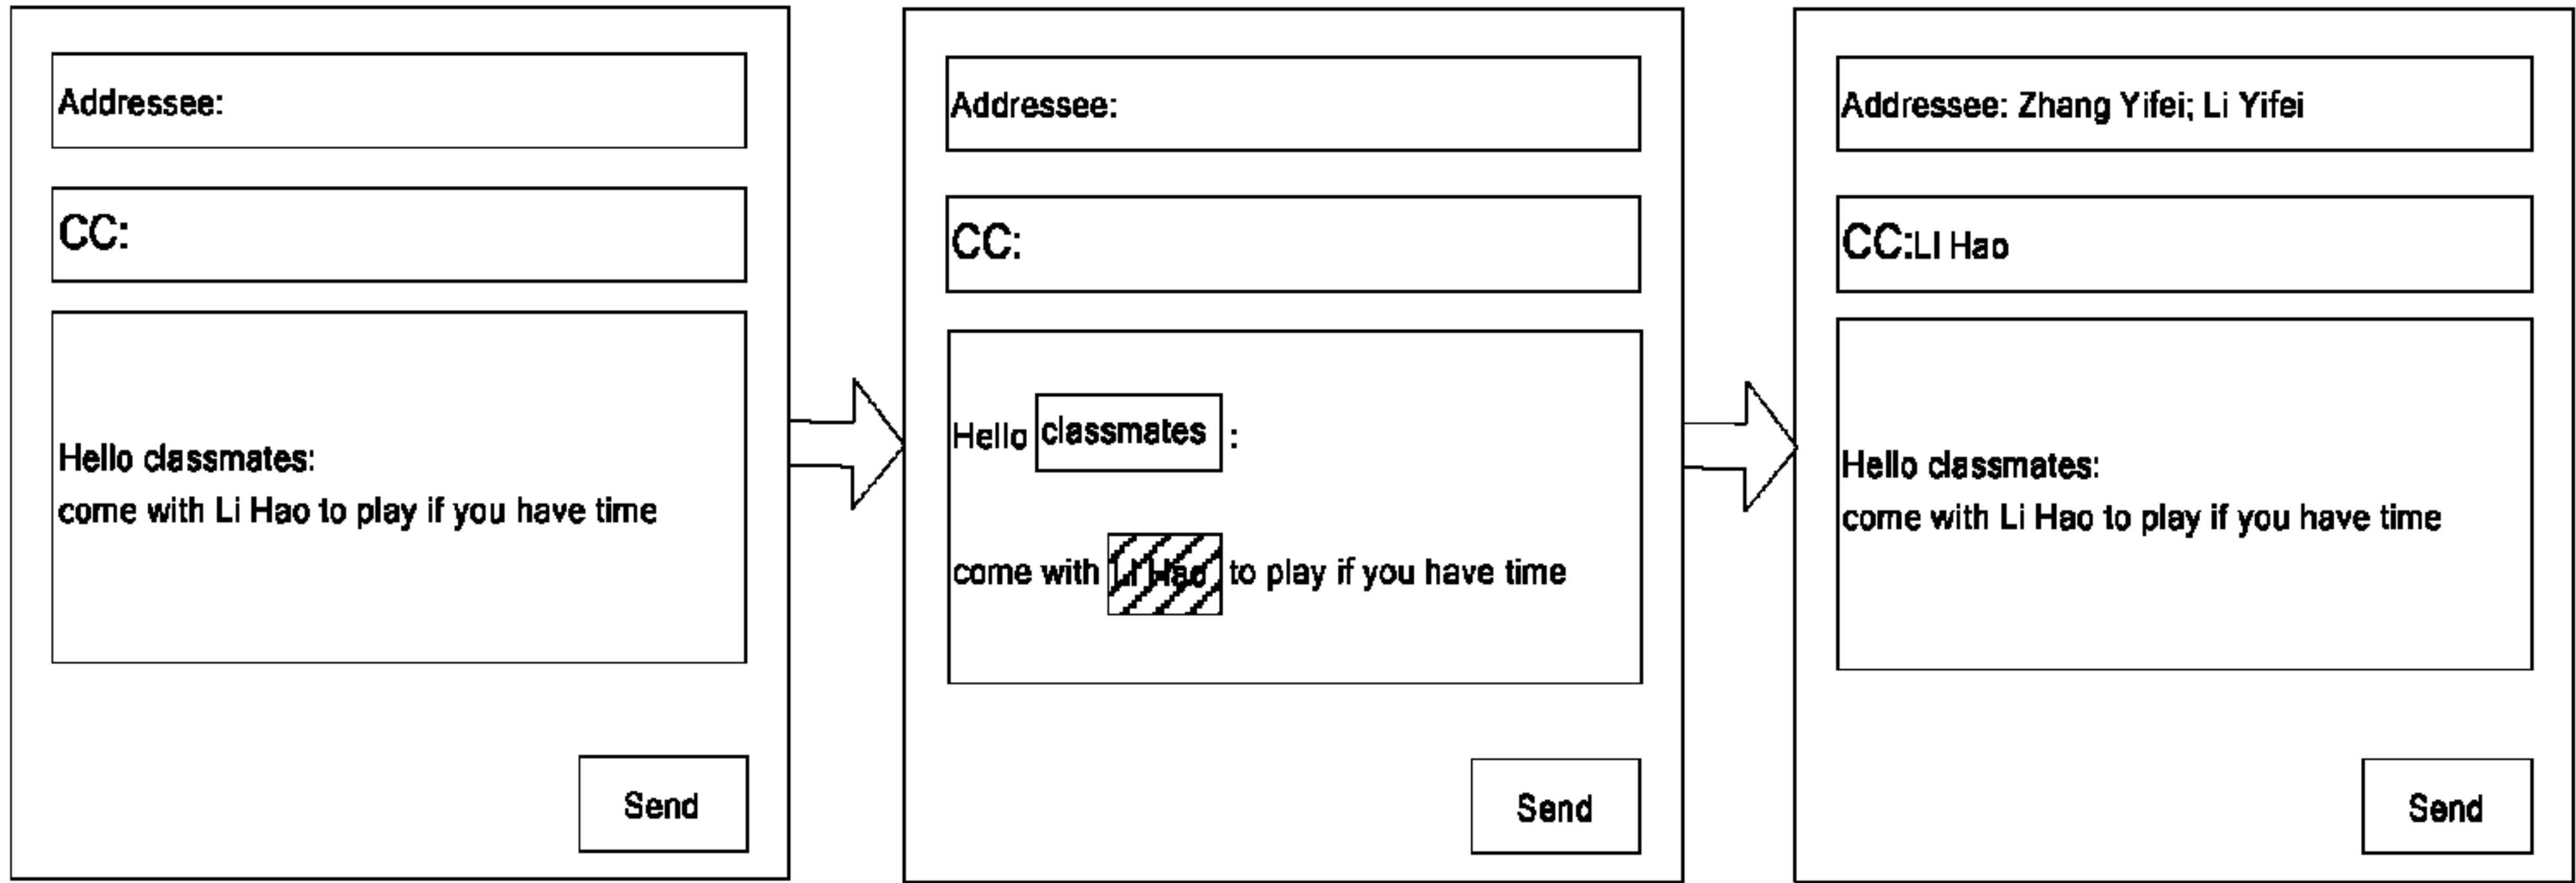 Addressee:
CC:
Hello classmates:
come with Li Hao to play if you have time
Send
Addressee:
CC:
Hello classmates :
come with LI Hao to play if you have time
Send
Addressee: Zhang Yifei; Li Yifei
CC:LI Hao
Hello classmates:
come with Li Hao to play if you have time
Send